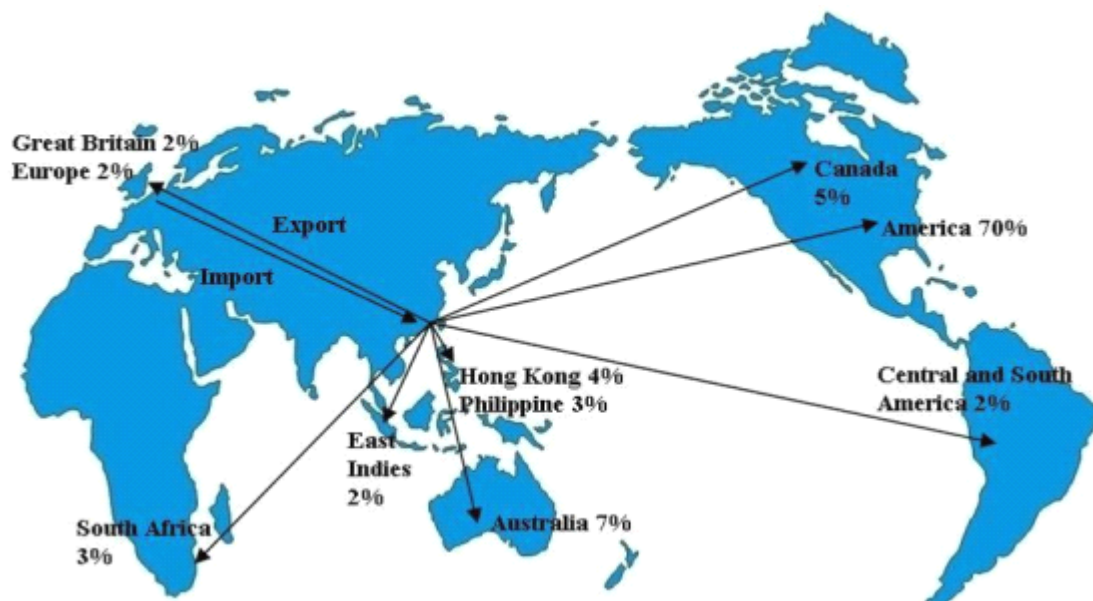 Great Britain 2%
Europe 2%
Export
Import
Canada
5%
America 70%
Hong Kong 4%
Philippine 3%
Central and South
America 2%
East
Indies
2%
South Africa
3%
Australia 7%